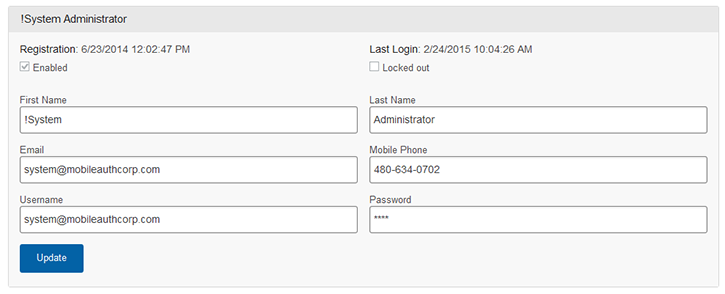 !System Administrator
Registration: 6/23/2014 12:02:47 PM
Last Login: 2/24/2015 10:04:26 AM
Enabled
Locked out
First Name
Last Name
!System
Administrator
Email
Mobile Phone
system@mobileauthcorp.com
480-634-0702
Username
Password
system@mobileauthcorp.com
****
Update